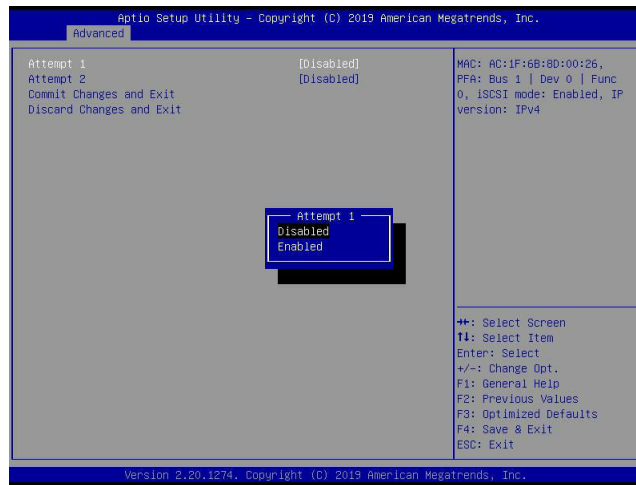 Aptio Setup Utility – Copyright (C) 2019 American Megatrends, Inc.
Advanced
Attempt 1 [Disabled]
Attempt 2 [Disabled]
Commit Changes and Exit
Discard Changes and Exit
MAC: AC:1F:6B:8D:00:26,
PFA: Bus 1 | Dev 0 | Func
0, iSCSI mode: Enabled, IP
version: IPv4
Attempt 1
Disabled
Enabled
→←: Select Screen
↑↓: Select Item
Enter: Select
+/-: Change Opt.
F1: General Help
F2: Previous Values
F3: Optimized Defaults
F4: Save & Exit
ESC: Exit
Version 2.20.1274. Copyright (C) 2019 American Megatrends, Inc.